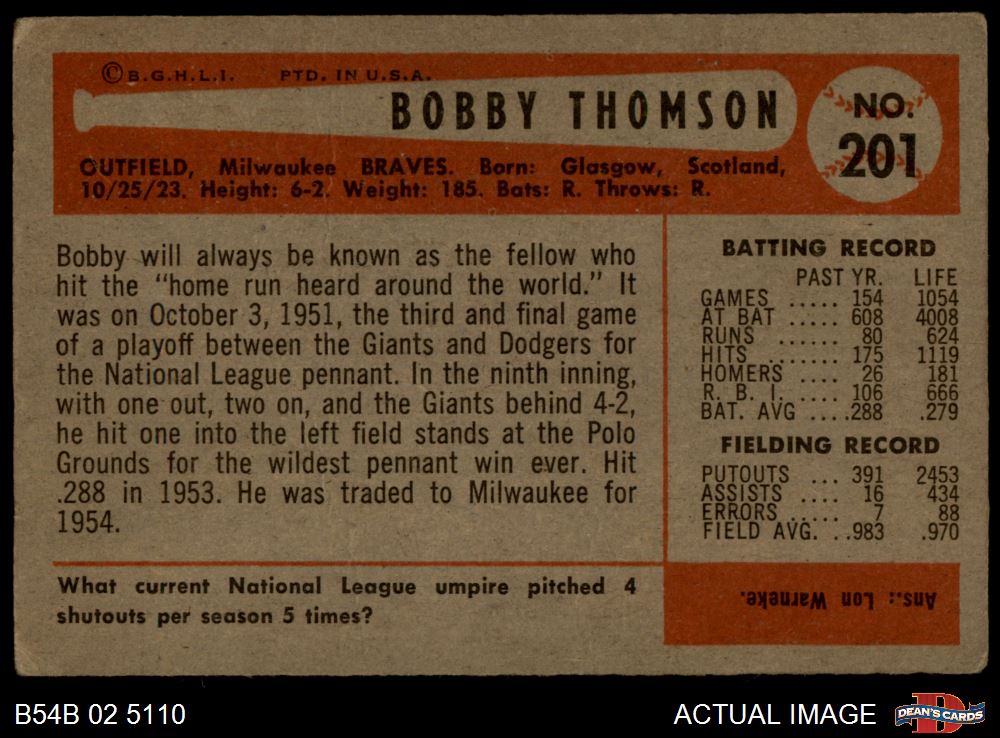 ©B.G.H.L.I. PTD. IN U.S.A.
BOBBY THOMSON
NO.
201
OUTFIELD, Milwaukee BRAVES. Born: Glasgow, Scotland,
10/25/23. Height: 6-2. Weight: 185. Bats: R. Throws: R.
Bobby will always be known as the fellow who
hit the "home run heard around the world." It
was on October 3, 1951, the third and final game
of a playoff between the Giants and Dodgers for
the National League pennant. In the ninth inning,
with one out, two on, and the Giants behind 4-2,
he hit one into the left field stands at the Polo
Grounds for the wildest pennant win ever. Hit
.288 in 1953. He was traded to Milwaukee for
1954.
What current National League umpire pitched 4
shutouts per season 5 times?
BATTING RECORD
PAST YR. LIFE
GAMES ..... 154 1054
AT BAT ..... 608 4008
RUNS ...... 80 624
HITS ....... 175 1119
HOMERS .... 26 181
R. B. I. .... 106 666
BAT. AVG .... .288 .279
FIELDING RECORD
PUTOUTS ... 391 2453
ASSISTS .... 16 434
ERRORS ..... 7 88
FIELD AVG. . .983 .970
Ans.: Lon Warneke.
B54B 02 5110
ACTUAL IMAGE
D
DEAN'S CARDS